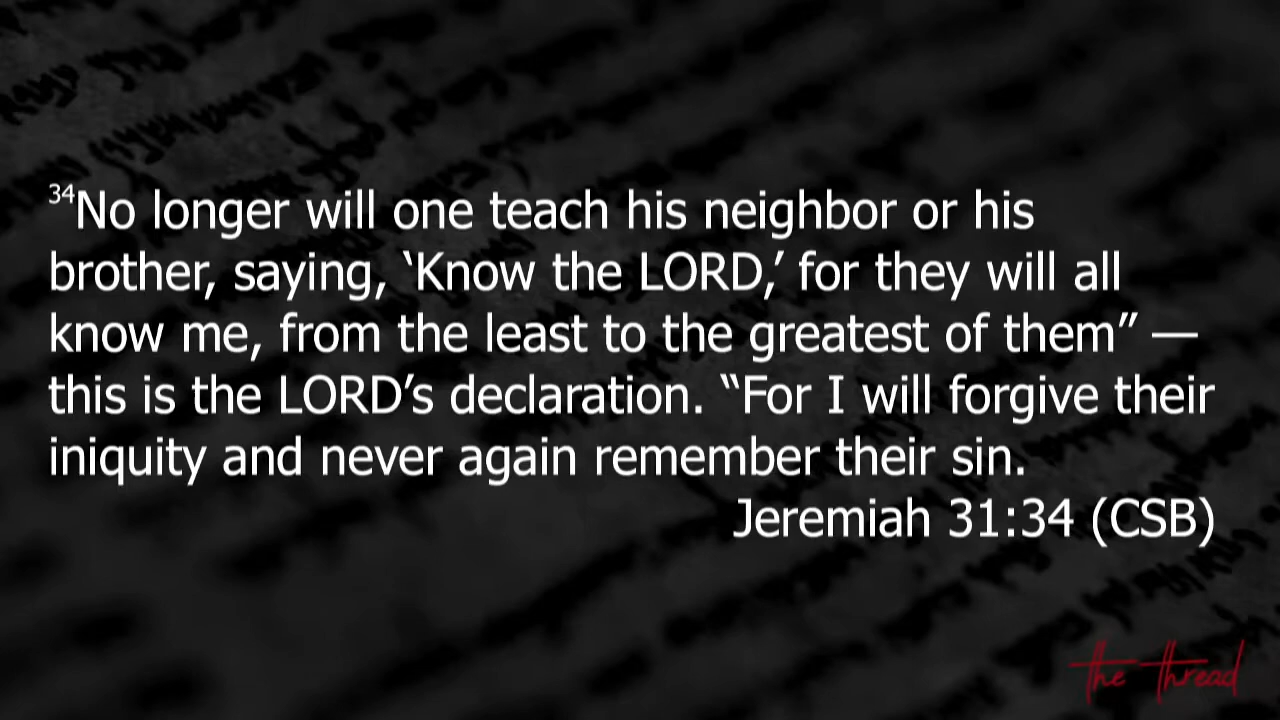 ³⁴No longer will one teach his neighbor or his
brother, saying, ‘Know the LORD,’ for they will all
know me, from the least to the greatest of them” —
this is the LORD’s declaration. “For I will forgive their
iniquity and never again remember their sin.
Jeremiah 31:34 (CSB)
the thread